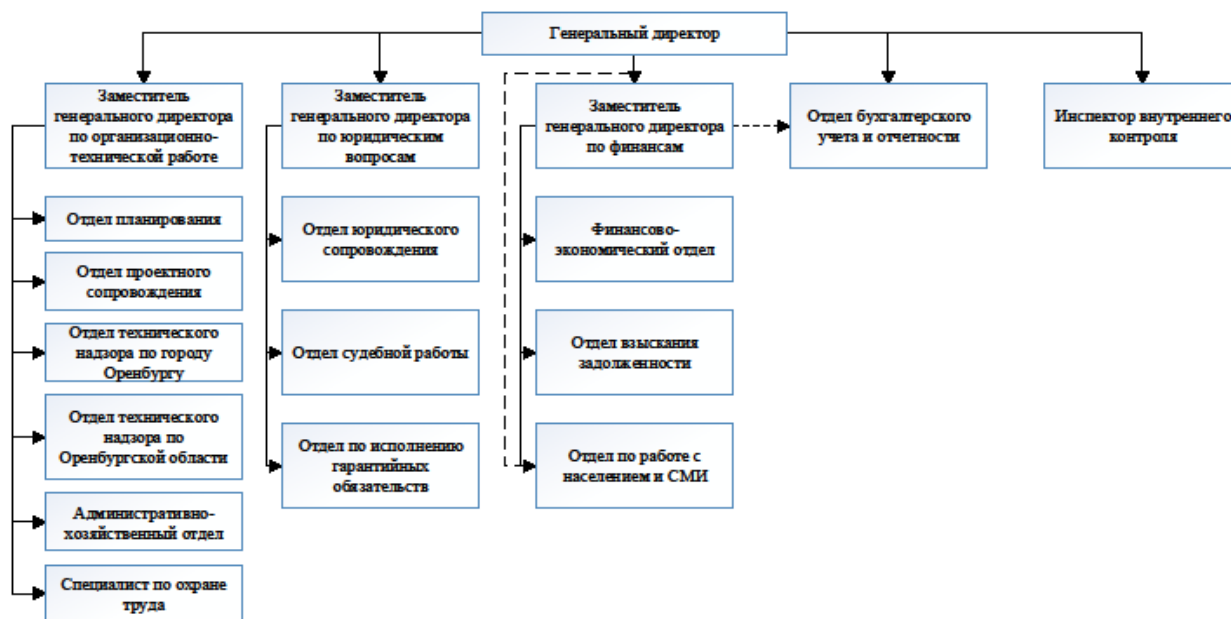 Генеральный директор
Заместитель
генерального директора
по организационно-
технической работе
Заместитель
генерального директора
по юридическим
вопросам
Заместитель
генерального директора
по финансам
Отдел бухгалтерского
учета и отчетности
Инспектор внутреннего
контроля
Отдел планирования
Отдел проектного
сопровождения
Отдел технического
надзора по городу
Оренбургу
Отдел технического
надзора по
Оренбургской области
Административно-
хозяйственный отдел
Специалист по охране
труда
Отдел юридического
сопровождения
Отдел судебной работы
Отдел по исполнению
гарантийных
обязательств
Финансово-
экономический отдел
Отдел взыскания
задолженности
Отдел по работе с
населением и СМИ